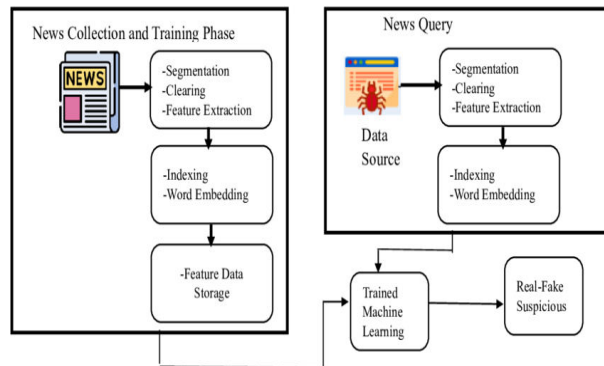 News Collection and Training Phase
NEWS
-Segmentation
-Clearing
-Feature Extraction
-Indexing
-Word Embedding
-Feature Data
Storage
News Query
Data
Source
-Segmentation
-Clearing
-Feature Extraction
-Indexing
-Word Embedding
Trained
Machine
Learning
Real-Fake
Suspicious